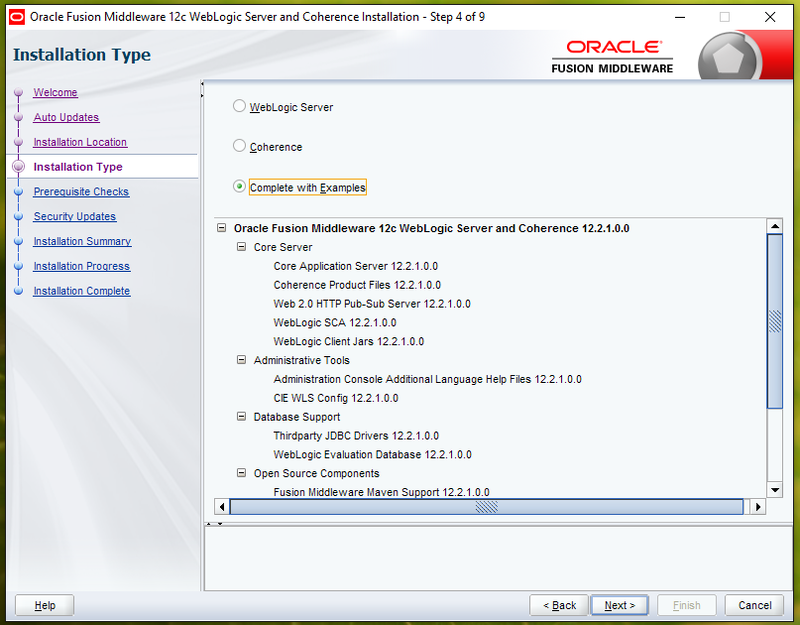 Oracle Fusion Middleware 12c WebLogic Server and Coherence Installation - Step 4 of 9
Installation Type
ORACLE
FUSION MIDDLEWARE
Welcome
Auto Updates
Installation Location
Installation Type
Prerequisite Checks
Security Updates
Installation Summary
Installation Progress
Installation Complete
WebLogic Server
Coherence
Complete with Examples
Oracle Fusion Middleware 12c WebLogic Server and Coherence 12.2.1.0.0
Core Server
Core Application Server 12.2.1.0.0
Coherence Product Files 12.2.1.0.0
Web 2.0 HTTP Pub-Sub Server 12.2.1.0.0
WebLogic SCA 12.2.1.0.0
WebLogic Client Jars 12.2.1.0.0
Administrative Tools
Administration Console Additional Language Help Files 12.2.1.0.0
CIE WLS Config 12.2.1.0.0
Database Support
Thirdparty JDBC Drivers 12.2.1.0.0
WebLogic Evaluation Database 12.2.1.0.0
Open Source Components
Fusion Middleware Maven Support 12.2.1.0.0
Help
< Back
Next >
Finish
Cancel